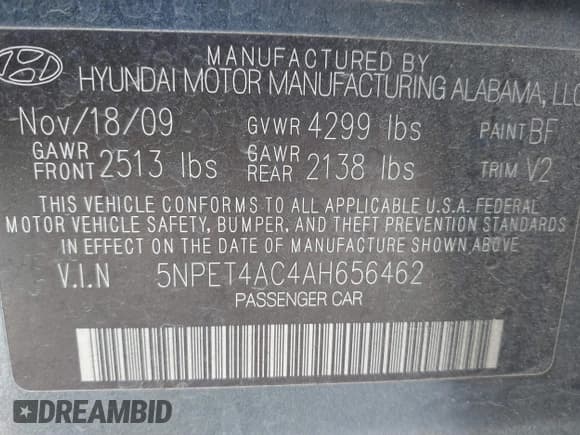 MANUFACTURED BY
HYUNDAI MOTOR MANUFACTURING ALABAMA, LLC
Nov/18/09 GVWR 4299 lbs PAINT BF
GAWR FRONT 2513 lbs GAWR REAR 2138 lbs TRIM V2
THIS VEHICLE CONFORMS TO ALL APPLICABLE U.S.A. FEDERAL
MOTOR VEHICLE SAFETY, BUMPER, AND THEFT PREVENTION STANDARDS
IN EFFECT ON THE DATE OF MANUFACTURE SHOWN ABOVE.
V.I.N 5NPET4AC4AH656462
PASSENGER CAR
DREAMBID